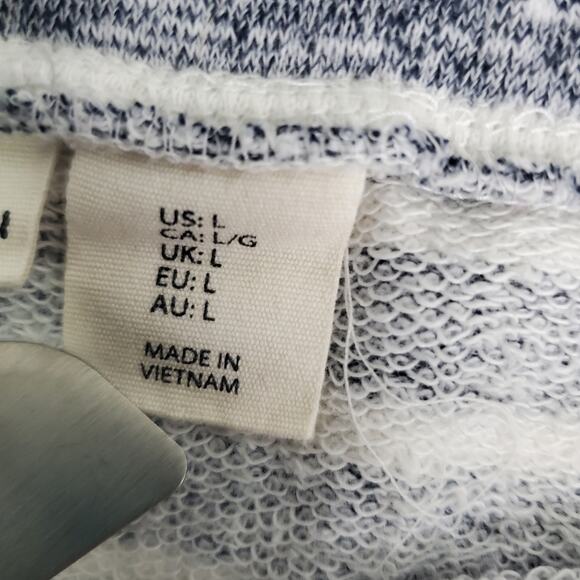 US: L
CA: L/G
UK: L
EU: L
AU: L
MADE IN
VIETNAM